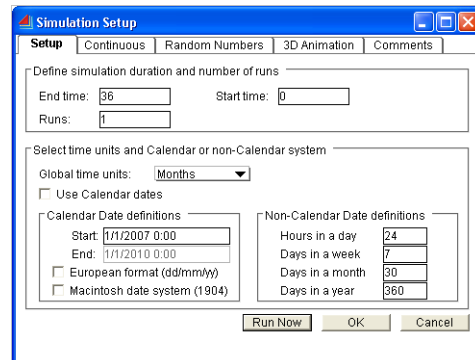 Simulation Setup
Setup Continuous Random Numbers 3D Animation Comments
Define simulation duration and number of runs
End time: 36 Start time: 0
Runs: 1
Select time units and Calendar or non-Calendar system
Global time units: Months
Use Calendar dates
Calendar Date definitions
Start: 1/1/2007 0:00
End: 1/1/2010 0:00
European format (dd/mm/yy)
Macintosh date system (1904)
Non-Calendar Date definitions
Hours in a day 24
Days in a week 7
Days in a month 30
Days in a year 360
Run Now OK Cancel